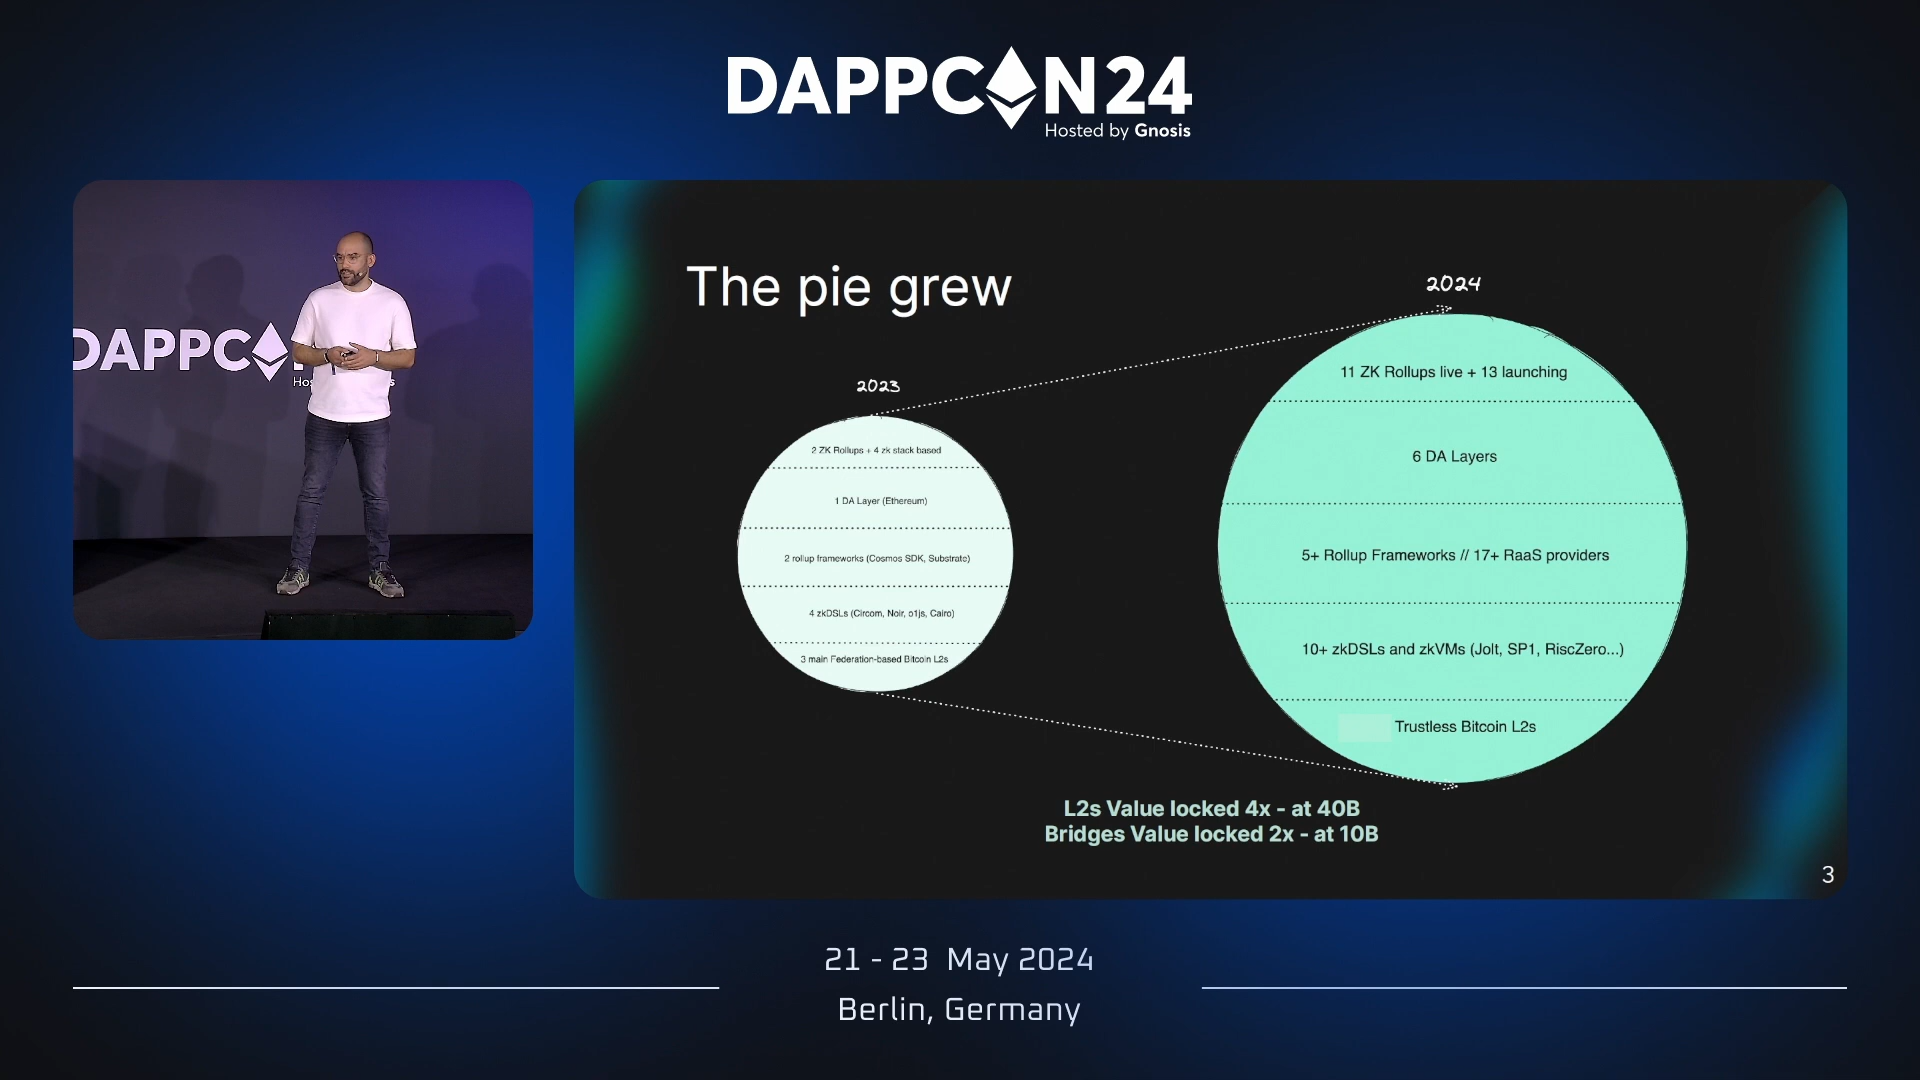 DAPPCON24
Hosted by Gnosis
DAPPCO
Hos
s
The pie grew
2023
2 ZK Rollups + 4 zk stack based
1 DA Layer (Ethereum)
2 rollup frameworks (Cosmos SDK, Substrate)
4 zkDSLs (Circom, Noir, o1js, Cairo)
3 main Federation-based Bitcoin L2s
2024
11 ZK Rollups live + 13 launching
6 DA Layers
5+ Rollup Frameworks // 17+ RaaS providers
10+ zkDSLs and zkVMs (Jolt, SP1, RiscZero...)
Trustless Bitcoin L2s
L2s Value locked 4x - at 40B
Bridges Value locked 2x - at 10B
3
21 - 23 May 2024
Berlin, Germany